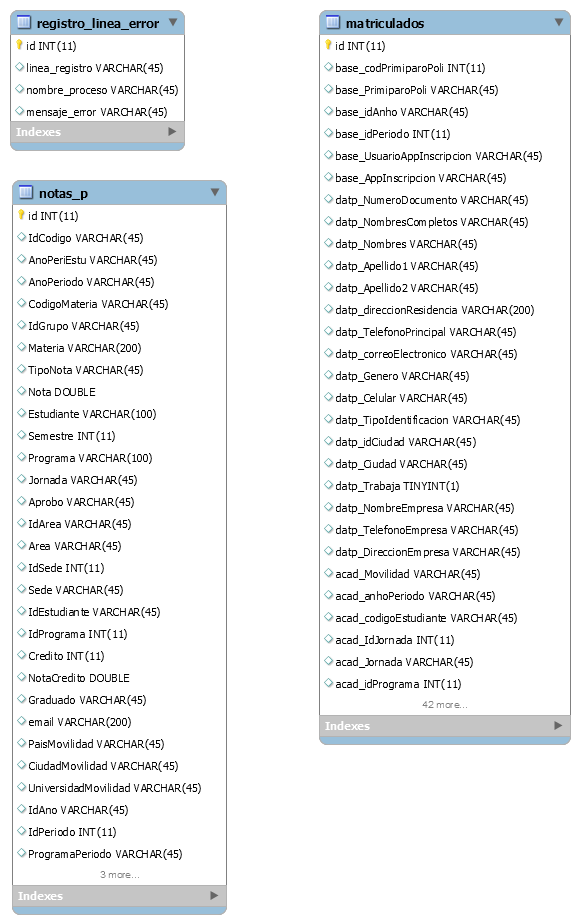 registro_linea_error
id INT(11)
linea_registro VARCHAR(45)
nombre_proceso VARCHAR(45)
mensaje_error VARCHAR(45)
Indexes
notas_p
id INT(11)
IdCodigo VARCHAR(45)
AnoPeriEstu VARCHAR(45)
AnoPeriodo VARCHAR(45)
CodigoMateria VARCHAR(45)
IdGrupo VARCHAR(45)
Materia VARCHAR(200)
TipoNota VARCHAR(45)
Nota DOUBLE
Estudiante VARCHAR(100)
Semestre INT(11)
Programa VARCHAR(100)
Jornada VARCHAR(45)
Aprobo VARCHAR(45)
IdArea VARCHAR(45)
Area VARCHAR(45)
IdSede INT(11)
Sede VARCHAR(45)
IdEstudiante VARCHAR(45)
IdPrograma INT(11)
Credito INT(11)
NotaCredito DOUBLE
Graduado VARCHAR(45)
email VARCHAR(200)
PaisMovilidad VARCHAR(45)
CiudadMovilidad VARCHAR(45)
UniversidadMovilidad VARCHAR(45)
IdAno VARCHAR(45)
IdPeriodo INT(11)
ProgramaPeriodo VARCHAR(45)
3 more...
Indexes
matriculados
id INT(11)
base_codPrimiparoPoli INT(11)
base_PrimiparoPoli VARCHAR(45)
base_idAnho VARCHAR(45)
base_idPeriodo INT(11)
base_UsuarioAppInscripcion VARCHAR(45)
base_AppInscripcion VARCHAR(45)
datp_NumeroDocumento VARCHAR(45)
datp_NombresCompletos VARCHAR(45)
datp_Nombres VARCHAR(45)
datp_Apellido1 VARCHAR(45)
datp_Apellido2 VARCHAR(45)
datp_direccionResidencia VARCHAR(200)
datp_TelefonoPrincipal VARCHAR(45)
datp_correoElectronico VARCHAR(45)
datp_Genero VARCHAR(45)
datp_Celular VARCHAR(45)
datp_TipoIdentificacion VARCHAR(45)
datp_idCiudad VARCHAR(45)
datp_Ciudad VARCHAR(45)
datp_Trabaja TINYINT(1)
datp_NombreEmpresa VARCHAR(45)
datp_TelefonoEmpresa VARCHAR(45)
datp_DireccionEmpresa VARCHAR(45)
acad_Movilidad VARCHAR(45)
acad_anhoPeriodo VARCHAR(45)
acad_codigoEstudiante VARCHAR(45)
acad_IdJornada INT(11)
acad_Jornada VARCHAR(45)
acad_idPrograma INT(11)
42 more...
Indexes